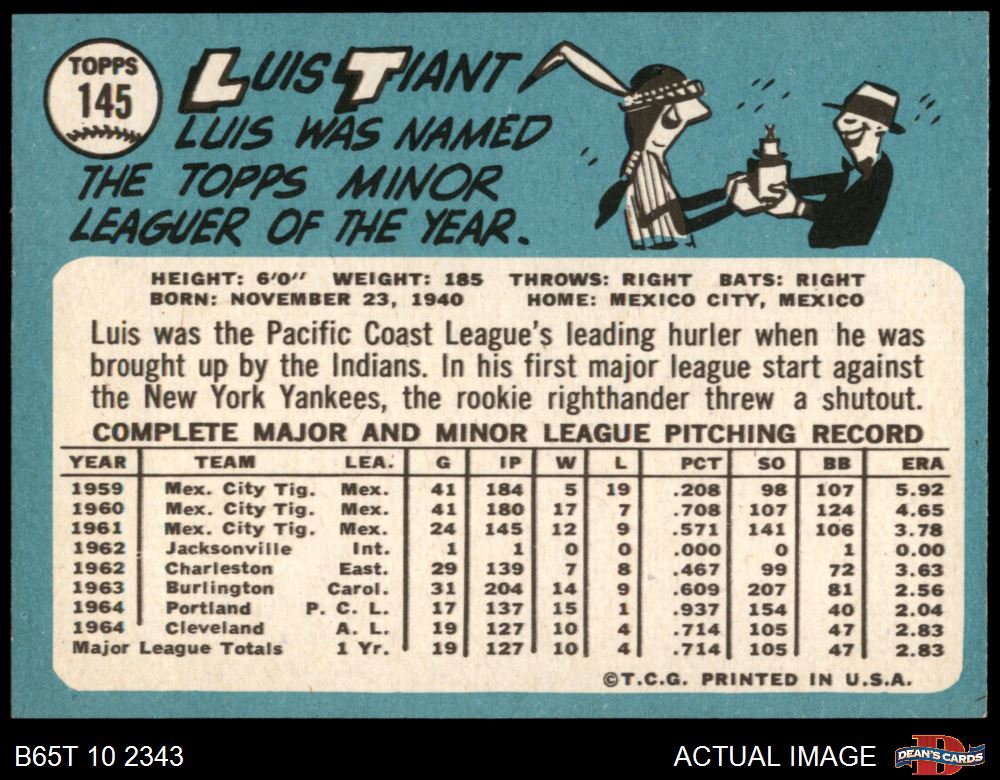 TOPPS
145
LUIS TIANT
LUIS WAS NAMED
THE TOPPS MINOR
LEAGUER OF THE YEAR.
HEIGHT: 6'0" WEIGHT: 185 THROWS: RIGHT BATS: RIGHT
BORN: NOVEMBER 23, 1940 HOME: MEXICO CITY, MEXICO
Luis was the Pacific Coast League's leading hurler when he was
brought up by the Indians. In his first major league start against
the New York Yankees, the rookie righthander threw a shutout.
COMPLETE MAJOR AND MINOR LEAGUE PITCHING RECORD
YEAR TEAM LEA. G IP W L PCT SO BB ERA
1959 Mex. City Tig. Mex. 41 184 5 19 .208 98 107 5.92
1960 Mex. City Tig. Mex. 41 180 17 7 .708 107 124 4.65
1961 Mex. City Tig. Mex. 24 145 12 9 .571 141 106 3.78
1962 Jacksonville Int. 1 1 0 0 .000 0 1 0.00
1962 Charleston East. 29 139 7 8 .467 99 72 3.63
1963 Burlington Carol. 31 204 14 9 .609 207 81 2.56
1964 Portland P. C. L. 17 137 15 1 .937 154 40 2.04
1964 Cleveland A. L. 19 127 10 4 .714 105 47 2.83
Major League Totals 1 Yr. 19 127 10 4 .714 105 47 2.83
©T.C.G. PRINTED IN U.S.A.
B65T 10 2343 ACTUAL IMAGE
DEAN'S CARDS